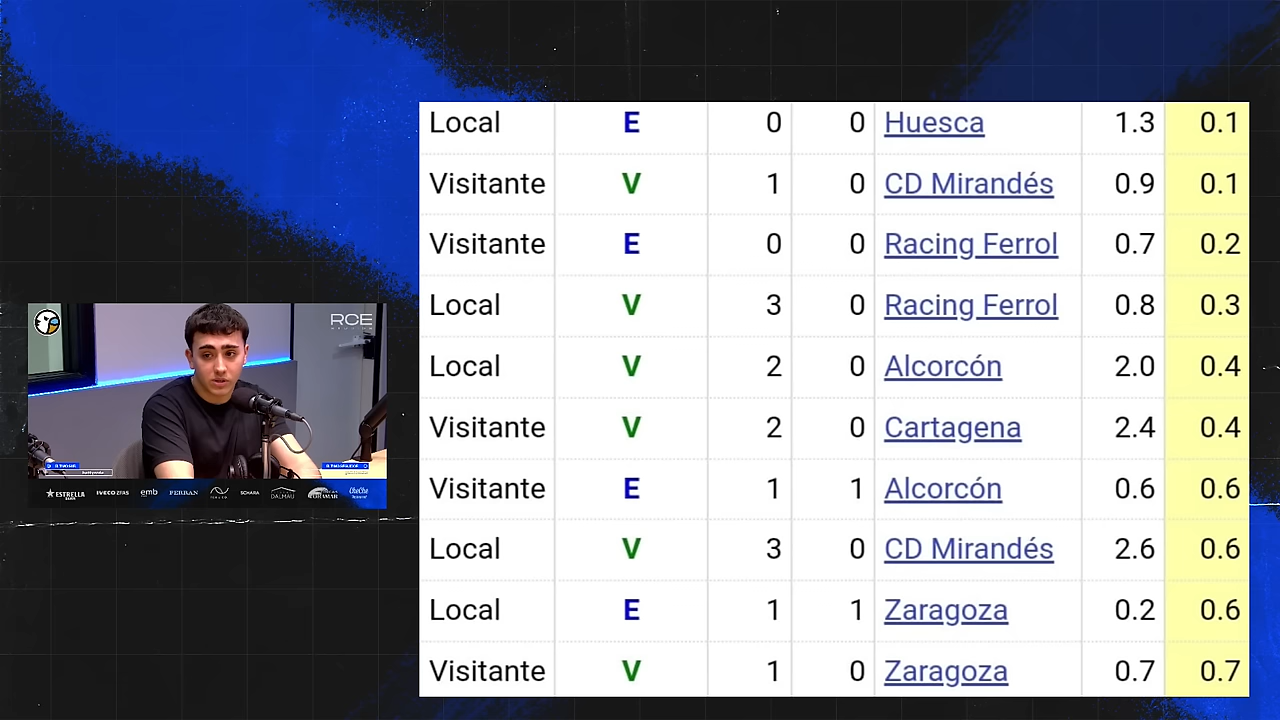 Local E 0 0 Huesca 1.3 0.1
Visitante V 1 0 CD Mirandés 0.9 0.1
Visitante E 0 0 Racing Ferrol 0.7 0.2
Local V 3 0 Racing Ferrol 0.8 0.3
Local V 2 0 Alcorcón 2.0 0.4
Visitante V 2 0 Cartagena 2.4 0.4
Visitante E 1 1 Alcorcón 0.6 0.6
Local V 3 0 CD Mirandés 2.6 0.6
Local E 1 1 Zaragoza 0.2 0.6
Visitante V 1 0 Zaragoza 0.7 0.7
RCE
ESTRELLA
IVECO
emb
FERRAN
SCHARA
DALMAU